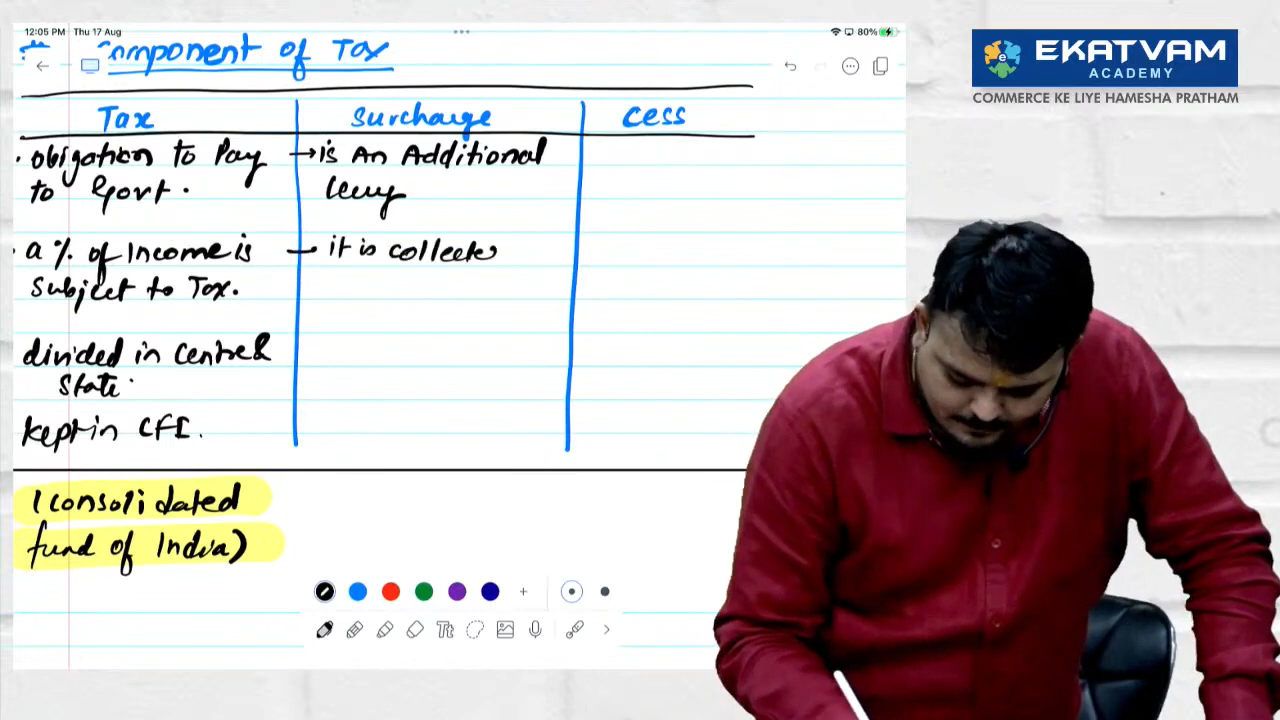 12:05 PM Thu 17 Aug
80%
Component of Tax
Tax
Surcharge
Cess
• Obigation to Pay
to Govt.
→ is An Additional
levy
• a % of Income is
Subject to Tax.
– it is collecte
divided in Centre &
State.
kept in CFI.
(Consolidated
fund of India)
Tt
e
EKATVAM
ACADEMY
COMMERCE KE LIYE HAMESHA PRATHAM